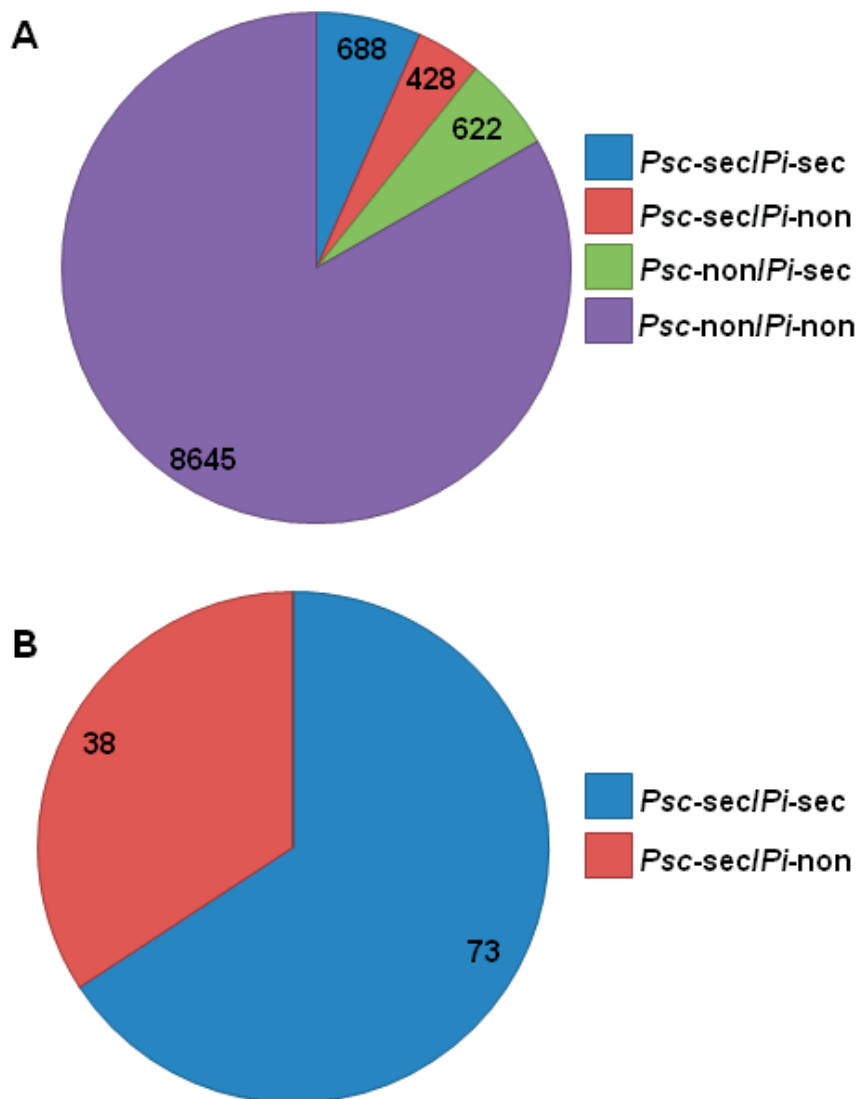 A
688
428
622
8645
Psc-sec/Pi-sec
Psc-sec/Pi-non
Psc-non/Pi-sec
Psc-non/Pi-non
B
38
73
Psc-sec/Pi-sec
Psc-sec/Pi-non